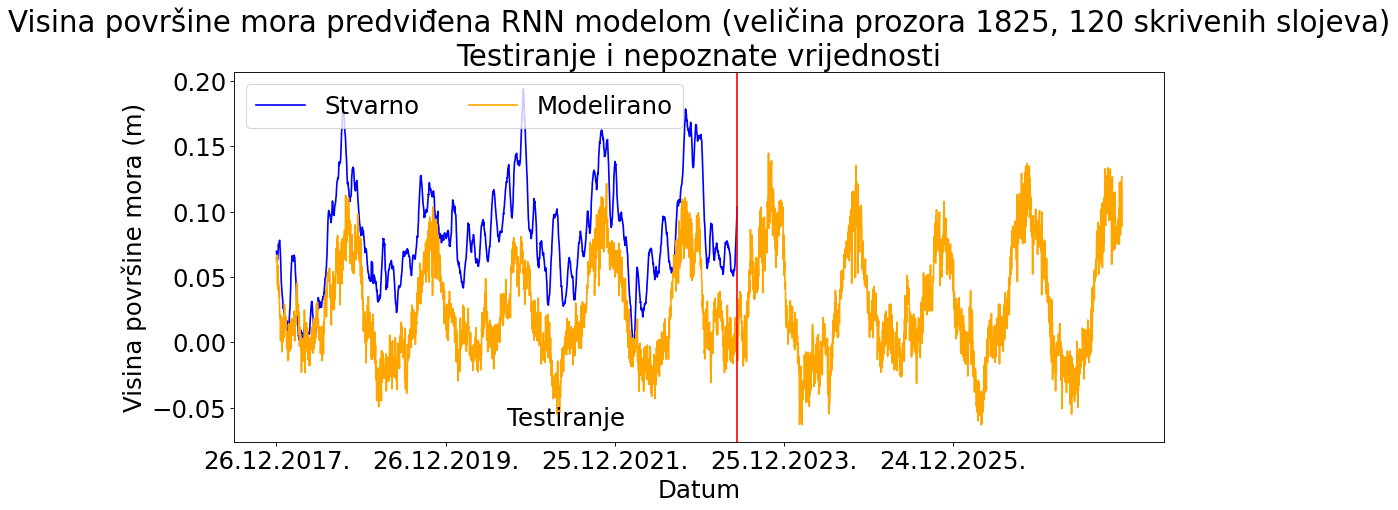 Visina površine mora predviđena RNN modelom (veličina prozora 1825, 120 skrivenih slojeva)
Testiranje i nepoznate vrijednosti
Stvarno
Modelirano
Visina površine mora (m)
0.20
0.15
0.10
0.05
0.00
−0.05
Testiranje
26.12.2017.
26.12.2019.
25.12.2021.
25.12.2023.
24.12.2025.
Datum